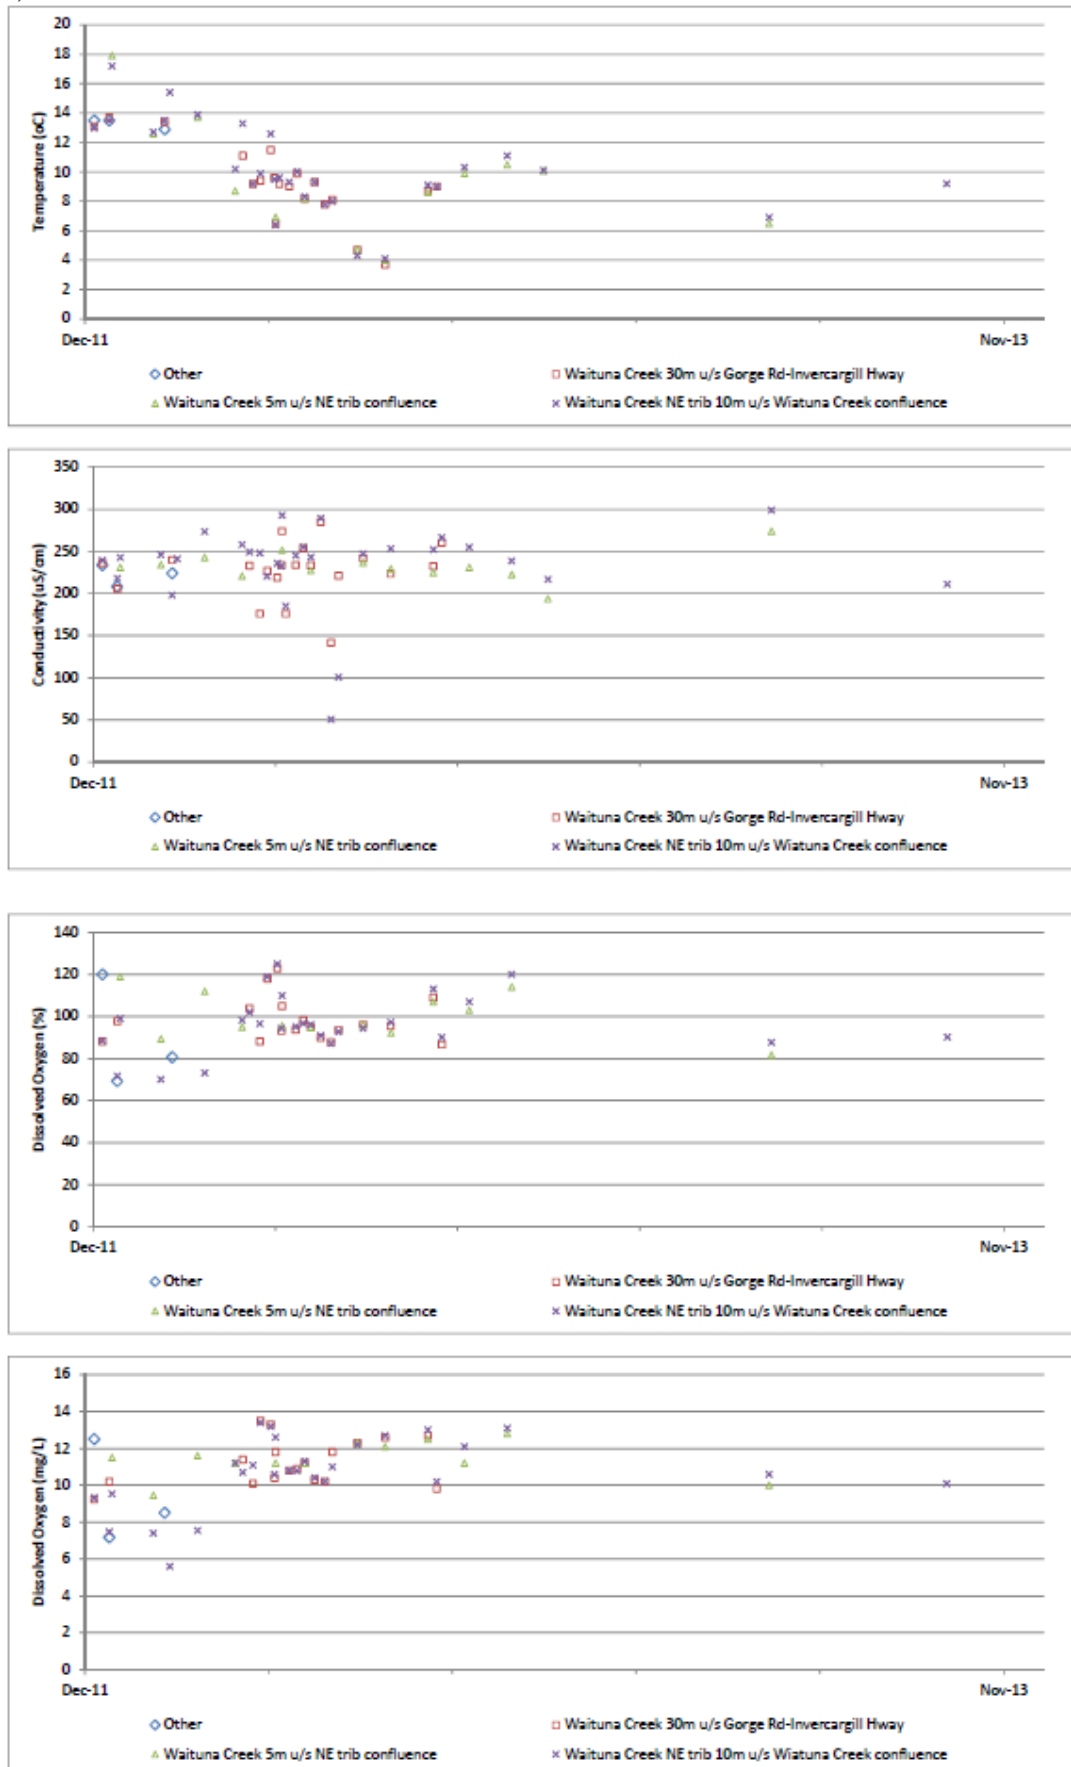 20
18
16
14
12
10
8
6
4
2
0
Temperature (oC)
Dec-11 Nov-13
Other Waituna Creek 30m u/s Gorge Rd-Invercargill Hway
Waituna Creek 5m u/s NE trib confluence Waituna Creek NE trib 10m u/s Wiatuna Creek confluence
350
300
250
200
150
100
50
0
Conductivity (uS/cm)
Dec-11 Nov-13
Other Waituna Creek 30m u/s Gorge Rd-Invercargill Hway
Waituna Creek 5m u/s NE trib confluence Waituna Creek NE trib 10m u/s Wiatuna Creek confluence
140
120
100
80
60
40
20
0
Dissolved Oxygen (%)
Dec-11 Nov-13
Other Waituna Creek 30m u/s Gorge Rd-Invercargill Hway
Waituna Creek 5m u/s NE trib confluence Waituna Creek NE trib 10m u/s Wiatuna Creek confluence
16
14
12
10
8
6
4
2
0
Dissolved Oxygen (mg/L)
Dec-11 Nov-13
Other Waituna Creek 30m u/s Gorge Rd-Invercargill Hway
Waituna Creek 5m u/s NE trib confluence Waituna Creek NE trib 10m u/s Wiatuna Creek confluence